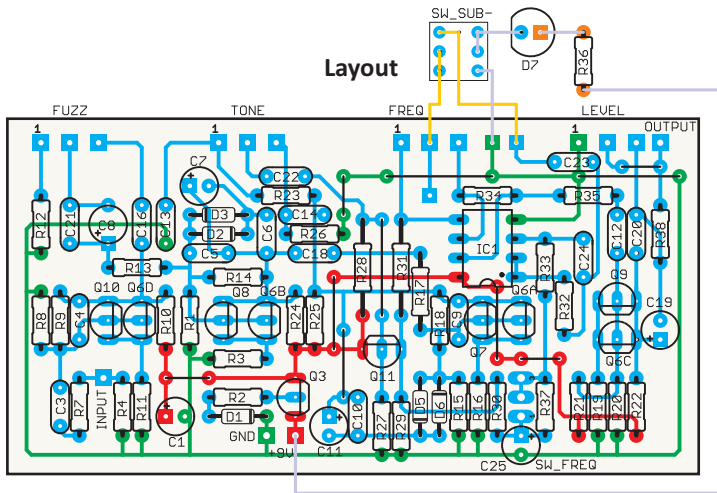 SW_SUB-
D7
R36
Layout
FUZZ TONE FREQ LEVEL
1 1 1 1 OUTPUT
C7 C22 C23
R12 C21 C8 C16 C13 D3 R23 R34 R35
D2 C6 C14 R26 C12 C20 R38
R13 C5 C18 R28 R31 IC1 R33 C24
R14 R17 Q9
Q10 Q6D Q8 Q6B Q6A R32 C19
R8 R9 C4 R10 R1 R24 R25 R18 C9 Q7 Q6C
R3 Q11
C3 R7 INPUT R4 R11 R2 Q3 D5 D6 R15 R16 R30 R37 R21 R19 R20 R22
C1 D1 C11 C10 R27 R29
GND
+9V C25 SW_FREQ